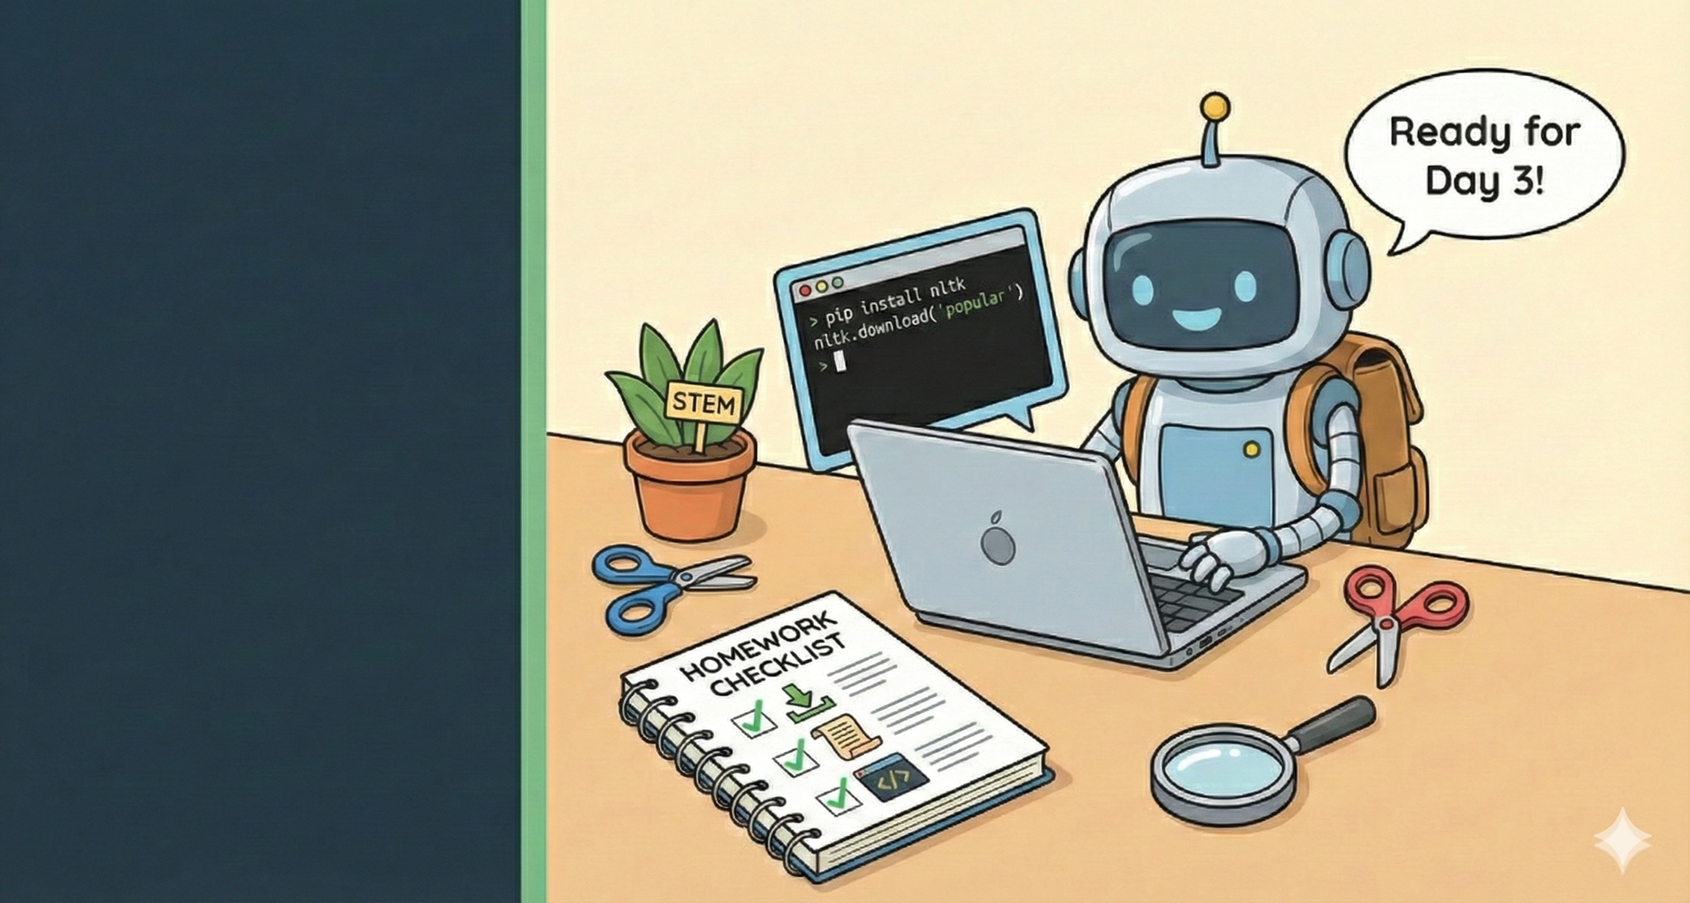 Ready for
Day 3!
> pip install nltk
nltk.download('popular')
>
STEM
HOMEWORK
CHECKLIST
</>